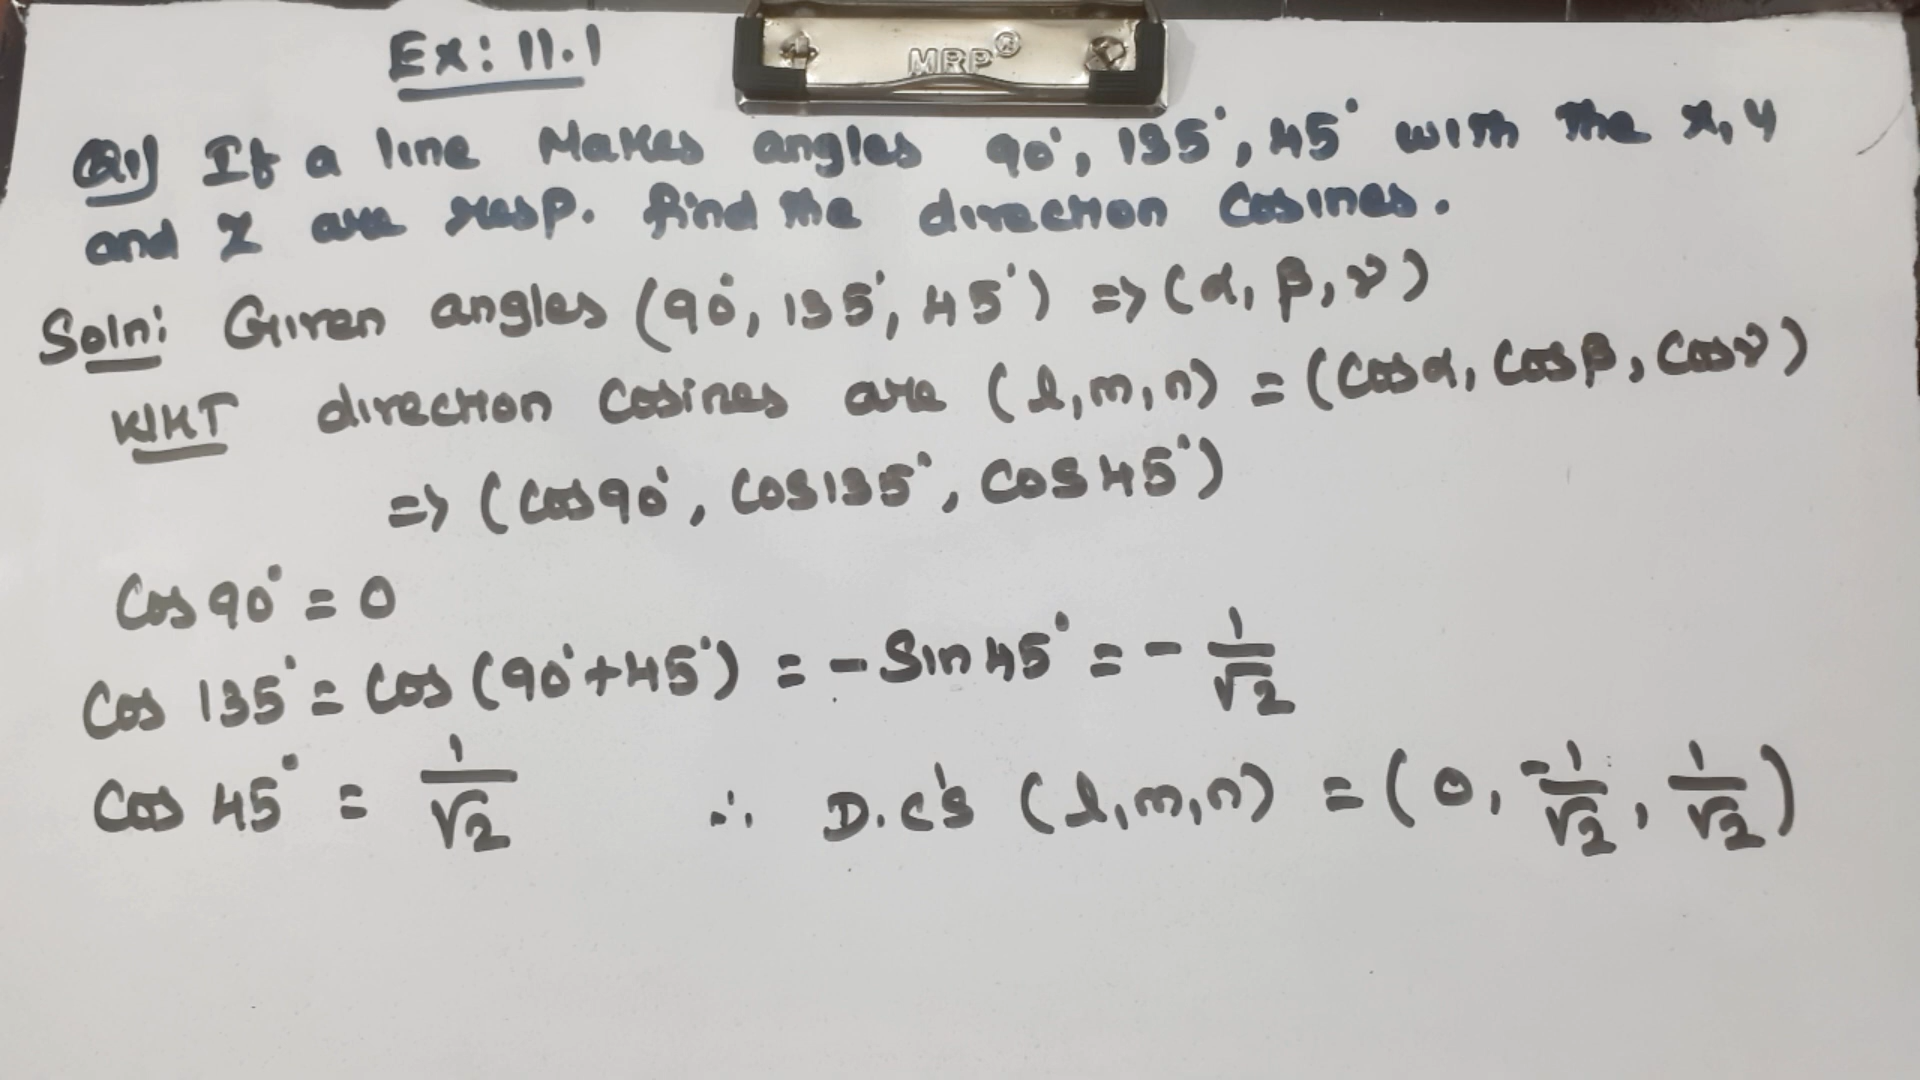 Ex: 11.1
MRP®
Q1) If a line Makes angles 90°, 135°, 45° with the x, y
and z are resp. find the direction Cosines.
Soln: Given angles (90°, 135°, 45°) => (α, β, γ)
WKT direction Cosines are (l, m, n) = (Cosα, Cosβ, Cosγ)
=> (Cos90°, Cos135°, Cos45°)
Cos 90° = 0
Cos 135° = Cos (90°+45°) = - Sin 45° = - 1/√2
Cos 45° = 1/√2 ∴ D.C's (l, m, n) = (0, -1/√2, 1/√2)